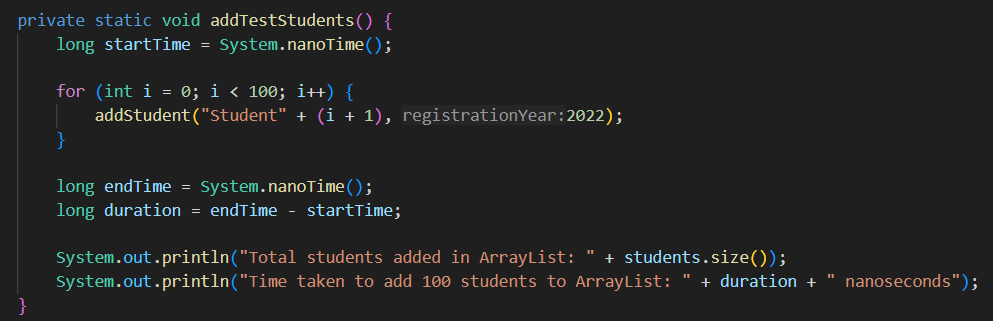 private static void addTestStudents() {
    long startTime = System.nanoTime();

    for (int i = 0; i < 100; i++) {
        addStudent("Student" + (i + 1), registrationYear:2022);
    }

    long endTime = System.nanoTime();
    long duration = endTime - startTime;

    System.out.println("Total students added in ArrayList: " + students.size());
    System.out.println("Time taken to add 100 students to ArrayList: " + duration + " nanoseconds");
}